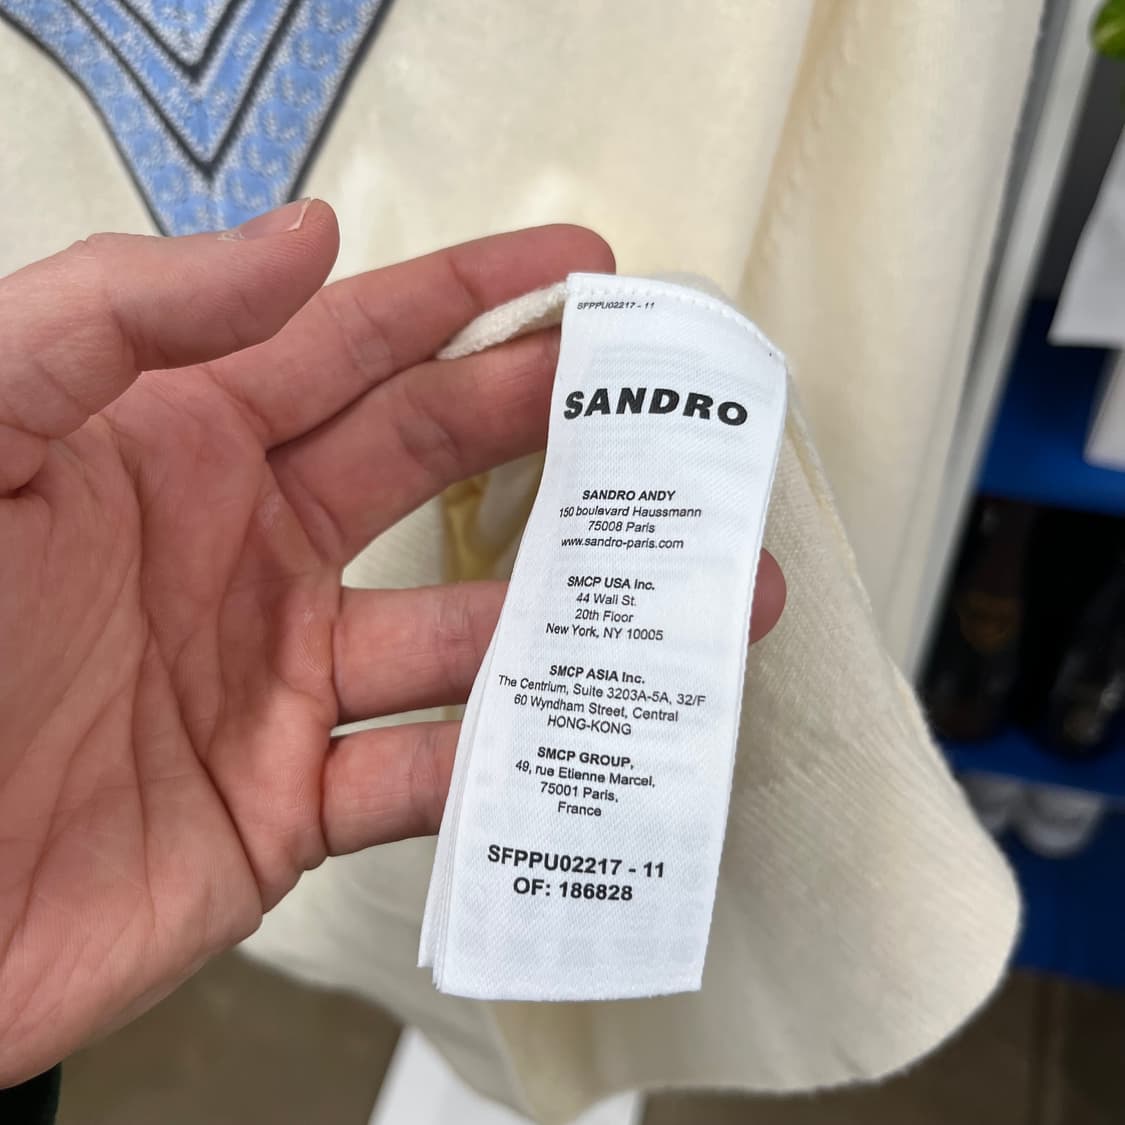 SFPPU02217 - 11
SANDRO
SANDRO ANDY
150 boulevard Haussmann
75008 Paris
www.sandro-paris.com
SMCP USA Inc.
44 Wall St.
20th Floor
New York, NY 10005
SMCP ASIA Inc.
The Centrium, Suite 3203A-5A, 32/F
60 Wyndham Street, Central
HONG-KONG
SMCP GROUP,
49, rue Etienne Marcel,
75001 Paris,
France
SFPPU02217 - 11
OF: 186828